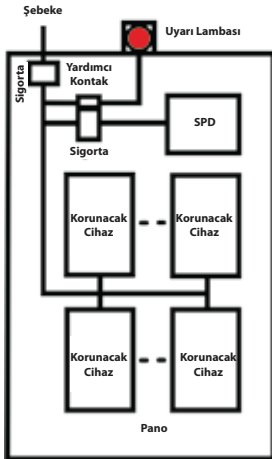 Şebeke
Uyarı Lambası
Sigorta
Yardımcı
Kontak
Sigorta
SPD
Korunacak
Cihaz
Korunacak
Cihaz
Korunacak
Cihaz
Korunacak
Cihaz
Pano